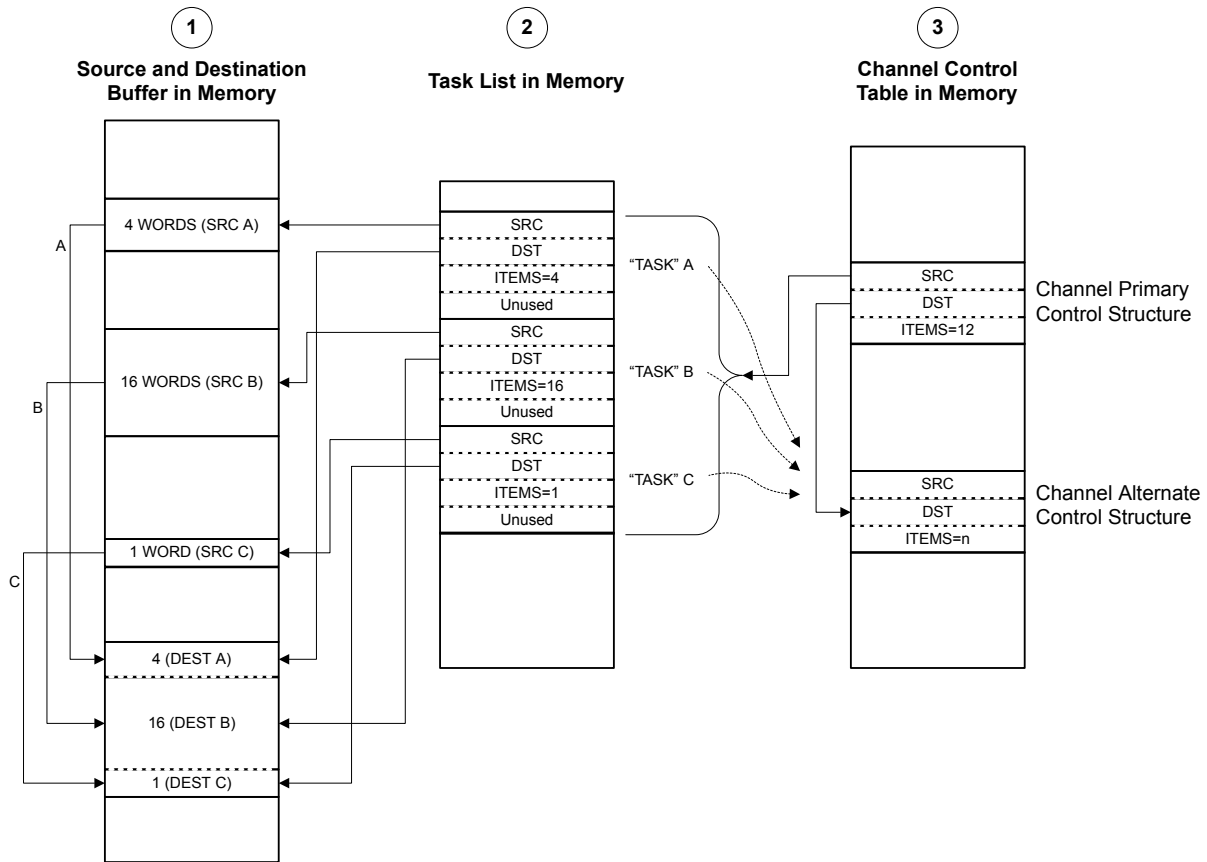 1
Source and Destination
Buffer in Memory
4 WORDS (SRC A)
A
16 WORDS (SRC B)
B
1 WORD (SRC C)
C
4 (DEST A)
16 (DEST B)
1 (DEST C)
2
Task List in Memory
SRC
DST
ITEMS=4
Unused
SRC
DST
ITEMS=16
Unused
SRC
DST
ITEMS=1
Unused
“TASK” A
“TASK” B
“TASK” C
3
Channel Control
Table in Memory
SRC
DST
ITEMS=12
Channel Primary
Control Structure
SRC
DST
ITEMS=n
Channel Alternate
Control Structure